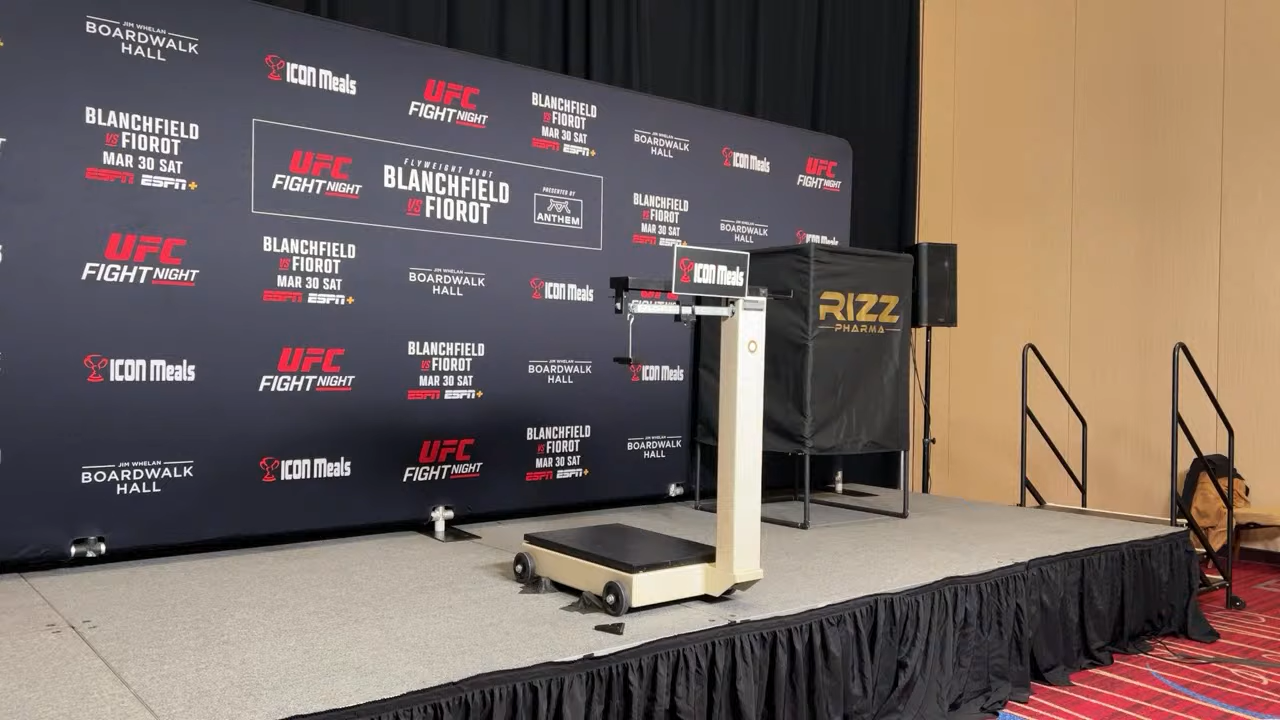 JIM WHELAN
BOARDWALK
HALL
ICON Meals
UFC
FIGHT NIGHT
BLANCHFIELD
VS FIOROT
MAR 30 SAT
ESPN ESPN+
JIM WHELAN
BOARDWALK
HALL
ICON Meals
UFC
FIGHT NIGHT
BLANCHFIELD
VS FIOROT
MAR 30 SAT
ESPN ESPN+
UFC
FIGHT NIGHT
FLYWEIGHT BOUT
BLANCHFIELD
VS FIOROT
PRESENTED BY
ANTHEM
BLANCHFIELD
VS FIOROT
MAR 30 SAT
ESPN ESPN+
JIM WHELAN
BOARDWALK
HALL
ICON Meals
UFC
FIGHT NIGHT
BLANCHFIELD
VS FIOROT
MAR 30 SAT
ESPN ESPN+
JIM WHELAN
BOARDWALK
HALL
ICON Meals
UFC
FIGHT NIGHT
ICON Meals
RIZZ
PHARMA
ICON Meals
UFC
FIGHT NIGHT
BLANCHFIELD
VS FIOROT
MAR 30 SAT
ESPN ESPN+
JIM WHELAN
BOARDWALK
HALL
ICON Meals
JIM WHELAN
BOARDWALK
HALL
ICON Meals
UFC
FIGHT NIGHT
BLANCHFIELD
VS FIOROT
MAR 30 SAT
ESPN ESPN+
JIM WHELAN
BOARDWALK
HALL